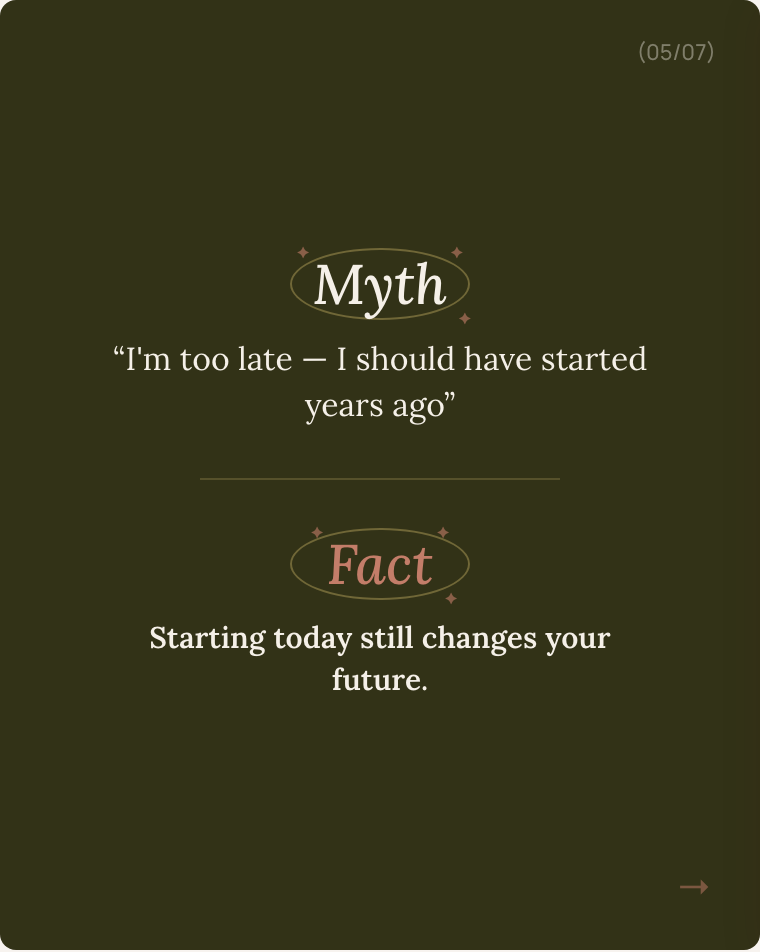 (05/07)
Myth
“I'm too late — I should have started
years ago”
Fact
Starting today still changes your
future.